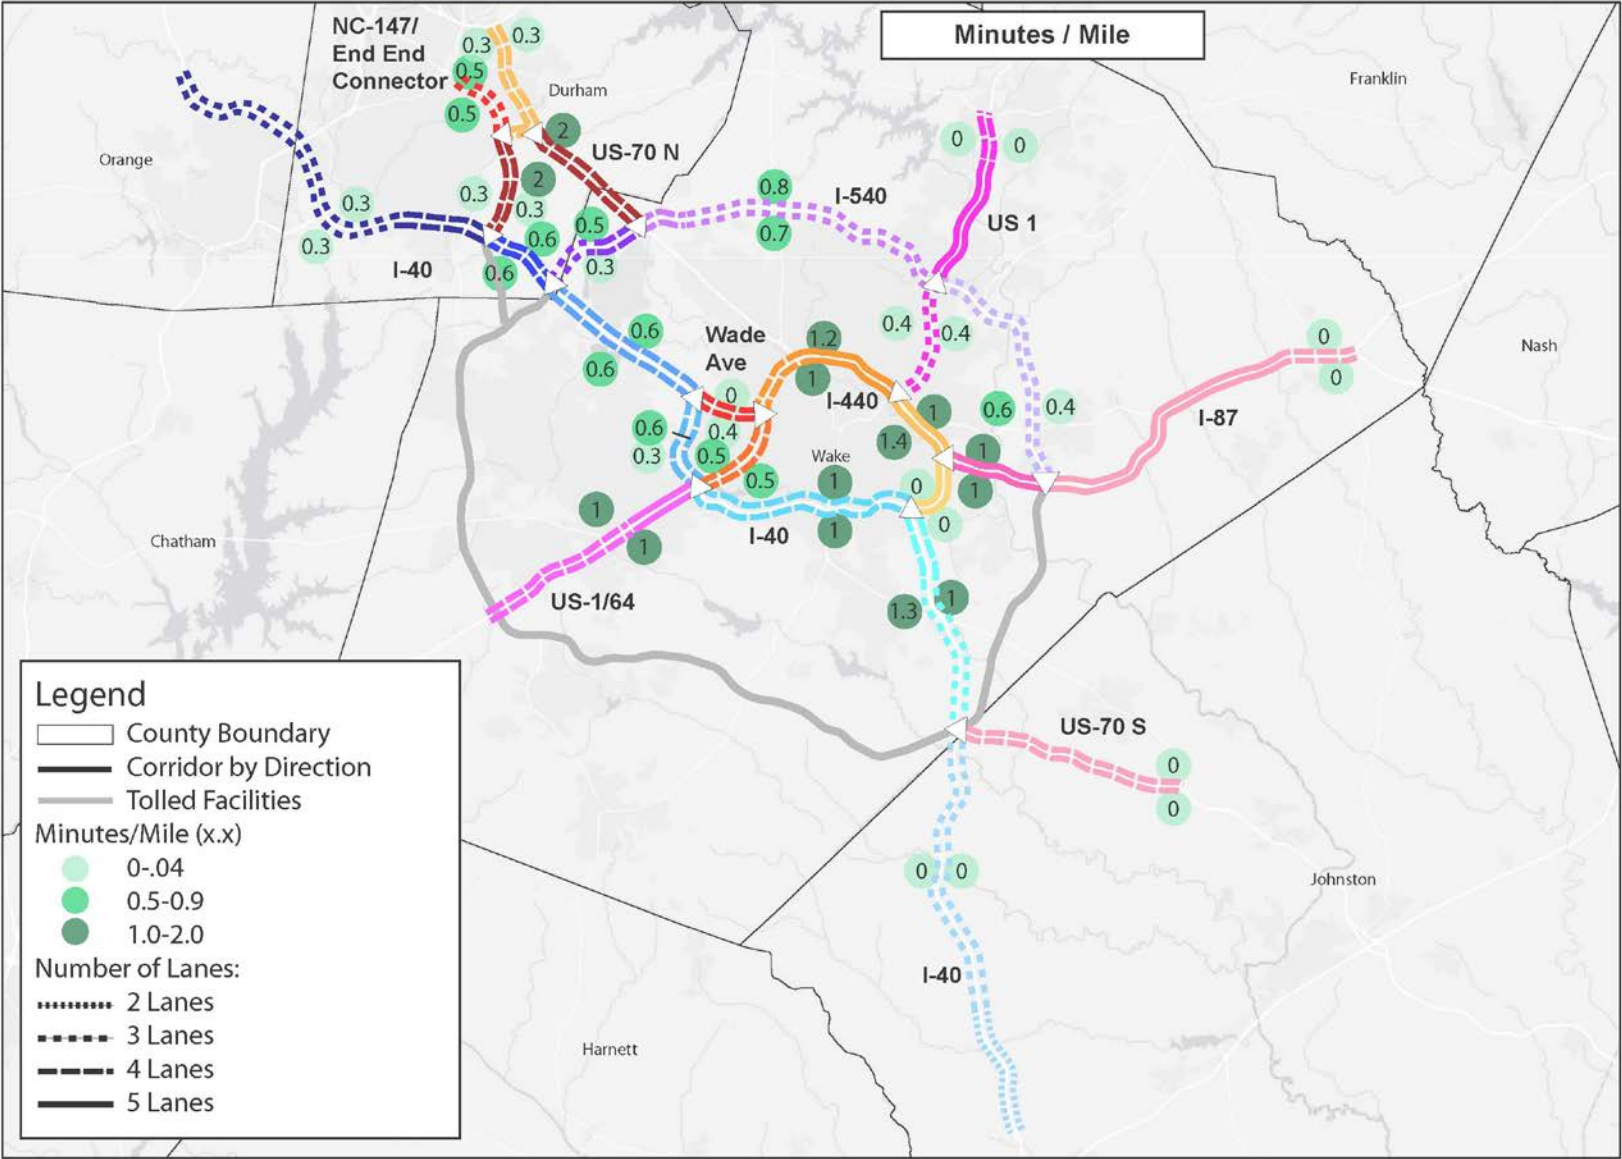 Minutes / Mile
NC-147/
End End
Connector
0.3
0.3
0.5
0.5
Durham
Franklin
Orange
2
US-70 N
0
0
0.3
0.3
0.3
2
0.3
0.8
I-540
0.7
US 1
0.5
0.6
0.3
0.6
I-40
0.3
0.6
0.6
Wade
Ave
1.2
1
0.4
0.4
0
0
Nash
0
I-440
1
0.6
0.4
I-87
0.6
0.4
1.4
0.3
0.5
Wake
1
0.5
1
0
1
1
0
I-40
1
1
Chatham
US-1/64
1.3
1
US-70 S
0
0
0
0
Johnston
I-40
Harnett
Legend
County Boundary
Corridor by Direction
Tolled Facilities
Minutes/Mile (x.x)
0-.04
0.5-0.9
1.0-2.0
Number of Lanes:
2 Lanes
3 Lanes
4 Lanes
5 Lanes